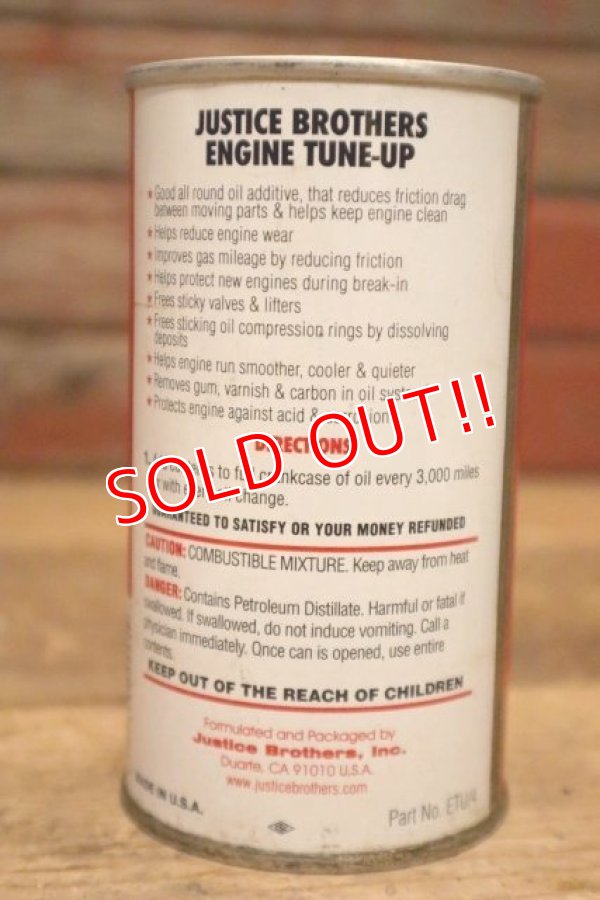 JUSTICE BROTHERS
ENGINE TUNE-UP
★ Good all round oil additive, that reduces friction drag
between moving parts & helps keep engine clean
★ Helps reduce engine wear
★ Improves gas mileage by reducing friction
★ Helps protect new engines during break-in
★ Frees sticky valves & lifters
★ Frees sticking oil compression rings by dissolving
deposits
★ Helps engine run smoother, cooler & quieter
★ Removes gum, varnish & carbon in oil
★ Protects engine against acid &
SOLD OUT!!
DIRECTIONS
1. to full crankcase of oil every 3,000 miles
with change.
GUARANTEED TO SATISFY OR YOUR MONEY REFUNDED
CAUTION: COMBUSTIBLE MIXTURE. Keep away from heat
and flame.
DANGER: Contains Petroleum Distillate. Harmful or fatal if
swallowed. If swallowed, do not induce vomiting. Call a
physician immediately. Once can is opened, use entire
contents.
KEEP OUT OF THE REACH OF CHILDREN
Formulated and Packaged by
Justice Brothers, Inc.
Duarte, CA 91010 U.S.A.
www.justicebrothers.com
MADE IN U.S.A.
Part No.